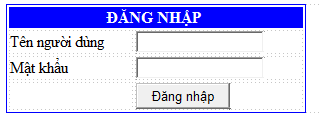 ĐĂNG NHẬP
Tên người dùng
Mật khẩu
Đăng nhập